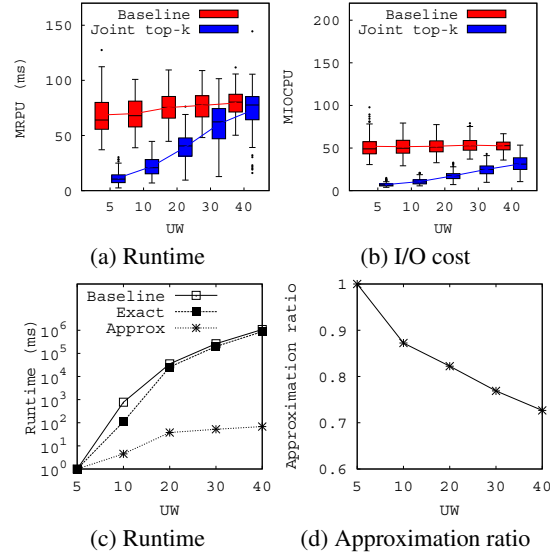 Baseline
Joint top-k
MRPU (ms)
150
100
50
0
5 10 20 30 40
UW
(a) Runtime
Baseline
Joint top-k
MIOCPU
150
100
50
0
5 10 20 30 40
UW
(b) I/O cost
Baseline
Exact
Approx
Runtime (ms)
10^6
10^5
10^4
10^3
10^2
10^1
10^0
5 10 20 30 40
UW
(c) Runtime
Approximation ratio
1
0.9
0.8
0.7
0.6
5 10 20 30 40
UW
(d) Approximation ratio